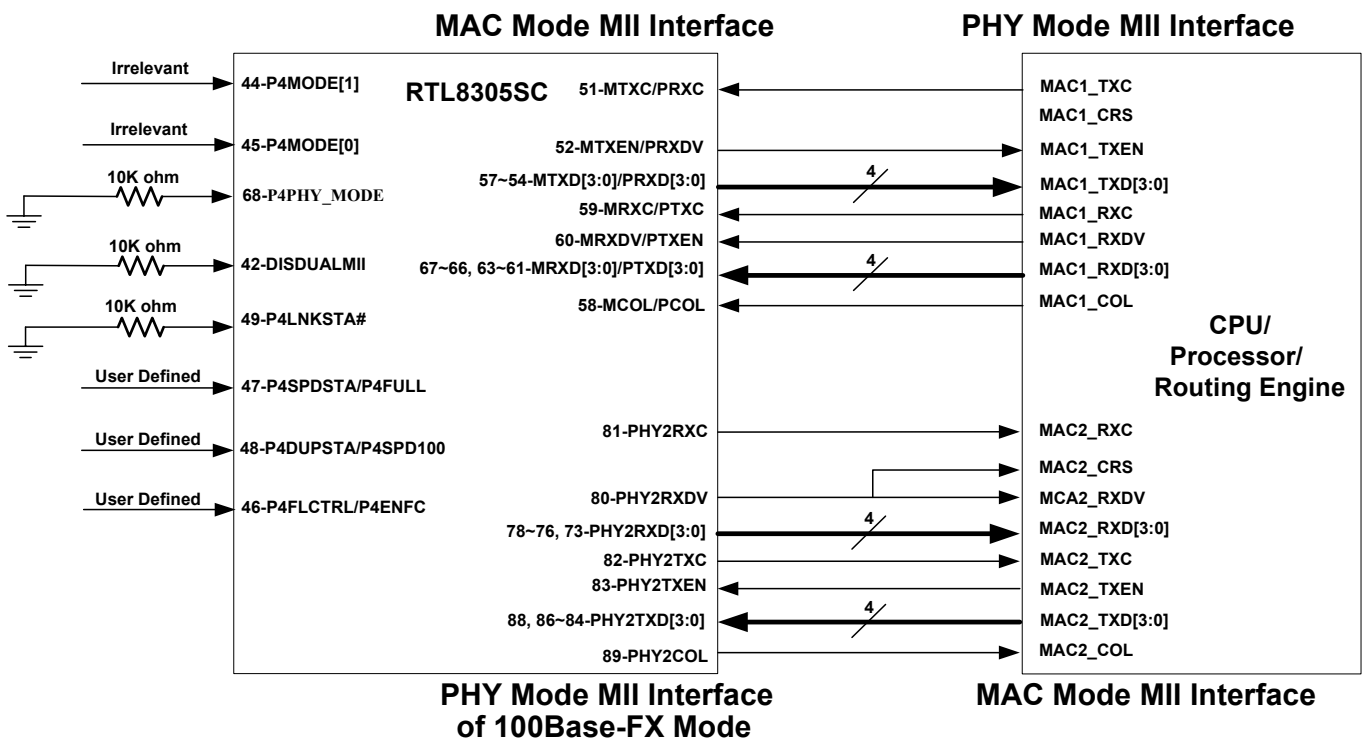 MAC Mode MII Interface
PHY Mode MII Interface
Irrelevant
44-P4MODE[1]
Irrelevant
45-P4MODE[0]
10K ohm
68-P4PHY_MODE
10K ohm
42-DISDUALMII
10K ohm
49-P4LNKSTA#
User Defined
47-P4SPDSTA/P4FULL
User Defined
48-P4DUPSTA/P4SPD100
User Defined
46-P4FLCTRL/P4ENFC
RTL8305SC
51-MTXC/PRXC
52-MTXEN/PRXDV
57~54-MTXD[3:0]/PRXD[3:0]
59-MRXC/PTXC
60-MRXDV/PTXEN
67~66, 63~61-MRXD[3:0]/PTXD[3:0]
58-MCOL/PCOL
81-PHY2RXC
80-PHY2RXDV
78~76, 73-PHY2RXD[3:0]
82-PHY2TXC
83-PHY2TXEN
88, 86~84-PHY2TXD[3:0]
89-PHY2COL
4
4
4
4
MAC1_TXC
MAC1_CRS
MAC1_TXEN
MAC1_TXD[3:0]
MAC1_RXC
MAC1_RXDV
MAC1_RXD[3:0]
MAC1_COL
CPU/
Processor/
Routing Engine
MAC2_RXC
MAC2_CRS
MCA2_RXDV
MAC2_RXD[3:0]
MAC2_TXC
MAC2_TXEN
MAC2_TXD[3:0]
MAC2_COL
PHY Mode MII Interface
of 100Base-FX Mode
MAC Mode MII Interface